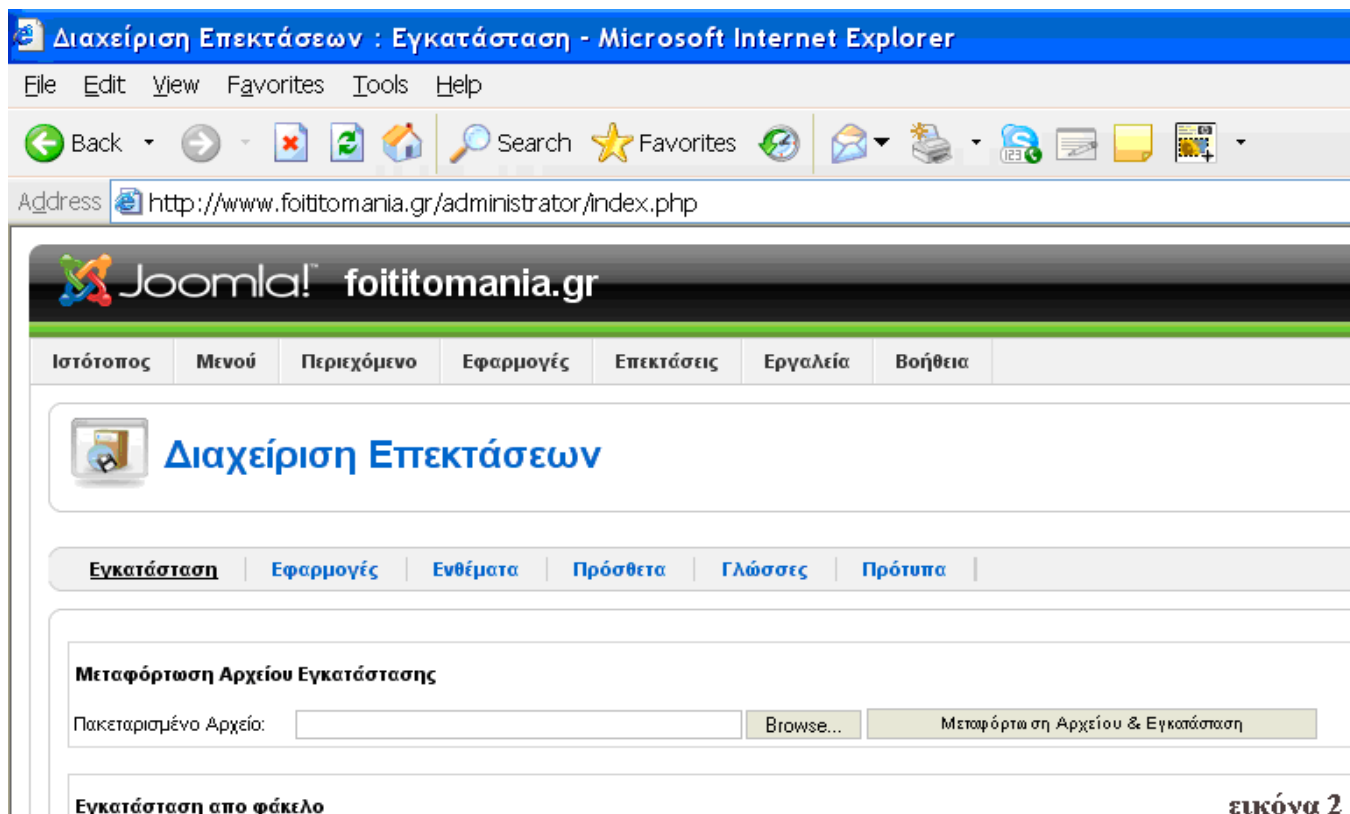 Διαχείριση Επεκτάσεων : Εγκατάσταση - Microsoft Internet Explorer
File Edit View Favorites Tools Help
Back Search Favorites
Address http://www.foititomania.gr/administrator/index.php
Joomla!™ foititomania.gr
Ιστότοπος Μενού Περιεχόμενο Εφαρμογές Επεκτάσεις Εργαλεία Βοήθεια
Διαχείριση Επεκτάσεων
Εγκατάσταση Εφαρμογές Ενθέματα Πρόσθετα Γλώσσες Πρότυπα
Μεταφόρτωση Αρχείου Εγκατάστασης
Πακεταρισμένο Αρχείο: Browse... Μεταφόρτωση Αρχείου & Εγκατάσταση
Εγκατάσταση απο φάκελο
εικόνα 2